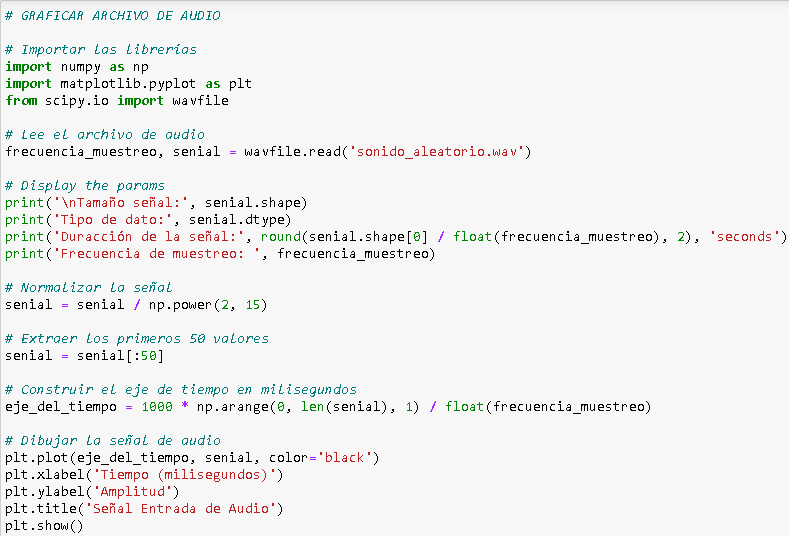 # GRAFICAR ARCHIVO DE AUDIO
# Importar las librerías
import numpy as np
import matplotlib.pyplot as plt
from scipy.io import wavfile
# Lee el archivo de audio
frecuencia_muestreo, senial = wavfile.read('sonido_aleatorio.wav')
# Display the params
print('\nTamaño señal:', senial.shape)
print('Tipo de dato:', senial.dtype)
print('Duracción de la señal:', round(senial.shape[0] / float(frecuencia_muestreo), 2), 'seconds')
print('Frecuencia de muestreo: ', frecuencia_muestreo)
# Normalizar la señal
senial = senial / np.power(2, 15)
# Extraer los primeros 50 valores
senial = senial[:50]
# Construir el eje de tiempo en milisegundos
eje_del_tiempo = 1000 * np.arange(0, len(senial), 1) / float(frecuencia_muestreo)
# Dibujar la señal de audio
plt.plot(eje_del_tiempo, senial, color='black')
plt.xlabel('Tiempo (milisegundos)')
plt.ylabel('Amplitud')
plt.title('Señal Entrada de Audio')
plt.show()